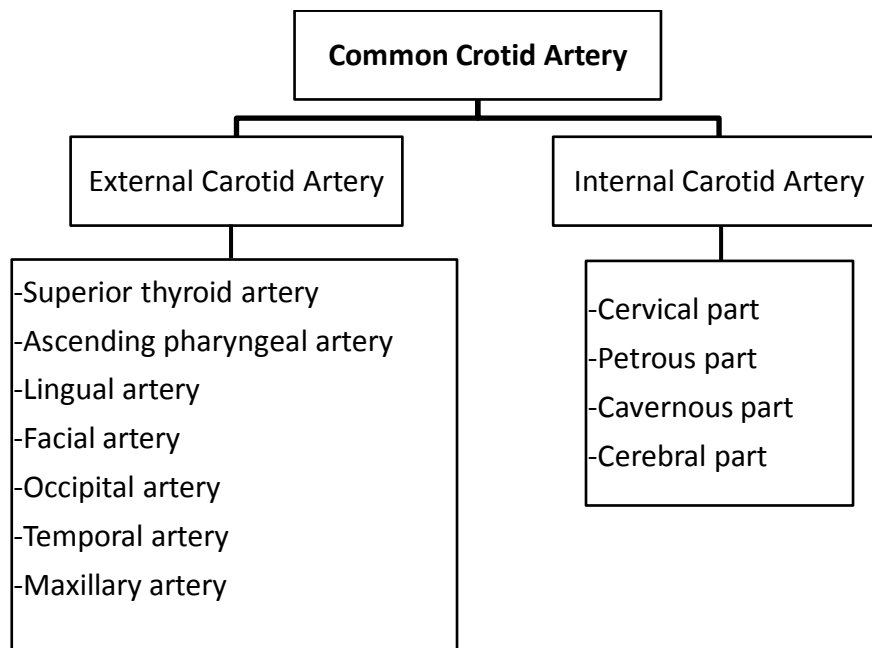 Common Crotid Artery
External Carotid Artery
Internal Carotid Artery
-Superior thyroid artery
-Ascending pharyngeal artery
-Lingual artery
-Facial artery
-Occipital artery
-Temporal artery
-Maxillary artery
-Cervical part
-Petrous part
-Cavernous part
-Cerebral part